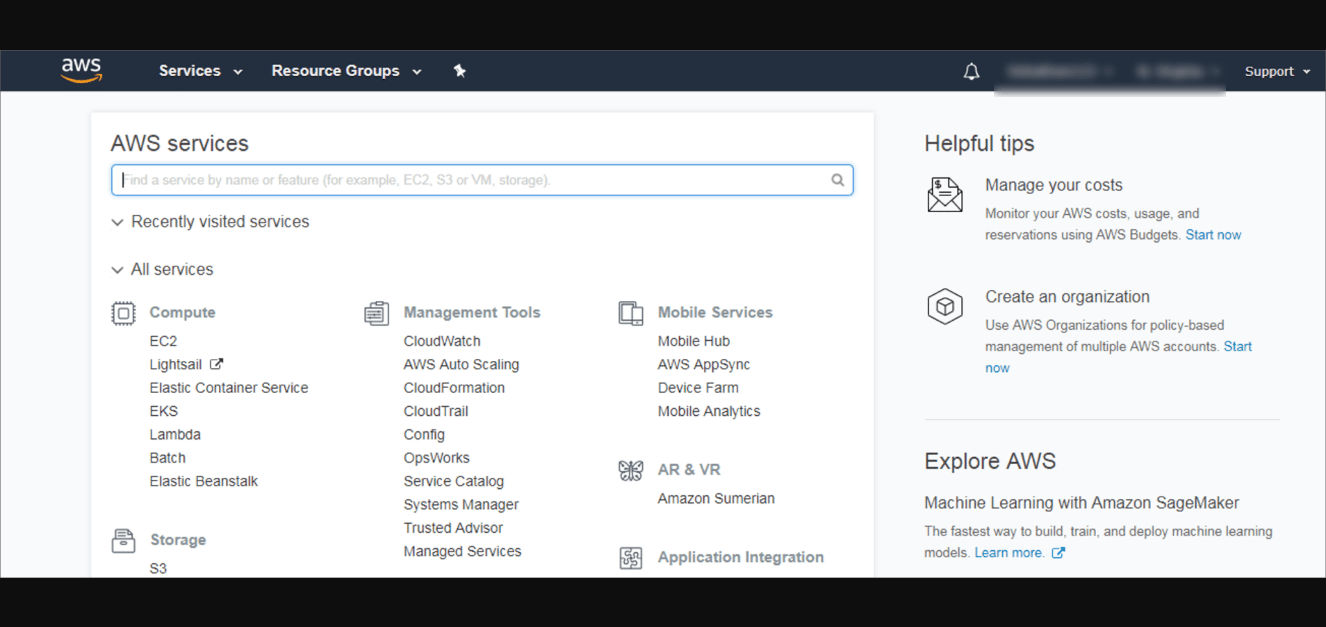 aws
Services
Resource Groups
Support
AWS services
Find a service by name or feature (for example, EC2, S3 or VM, storage).
Recently visited services
All services
Compute
EC2
Lightsail
Elastic Container Service
EKS
Lambda
Batch
Elastic Beanstalk
Storage
S3
Management Tools
CloudWatch
AWS Auto Scaling
CloudFormation
CloudTrail
Config
OpsWorks
Service Catalog
Systems Manager
Trusted Advisor
Managed Services
Mobile Services
Mobile Hub
AWS AppSync
Device Farm
Mobile Analytics
AR & VR
Amazon Sumerian
Application Integration
Helpful tips
Manage your costs
Monitor your AWS costs, usage, and
reservations using AWS Budgets. Start now
Create an organization
Use AWS Organizations for policy-based
management of multiple AWS accounts. Start
now
Explore AWS
Machine Learning with Amazon SageMaker
The fastest way to build, train, and deploy machine learning
models. Learn more.